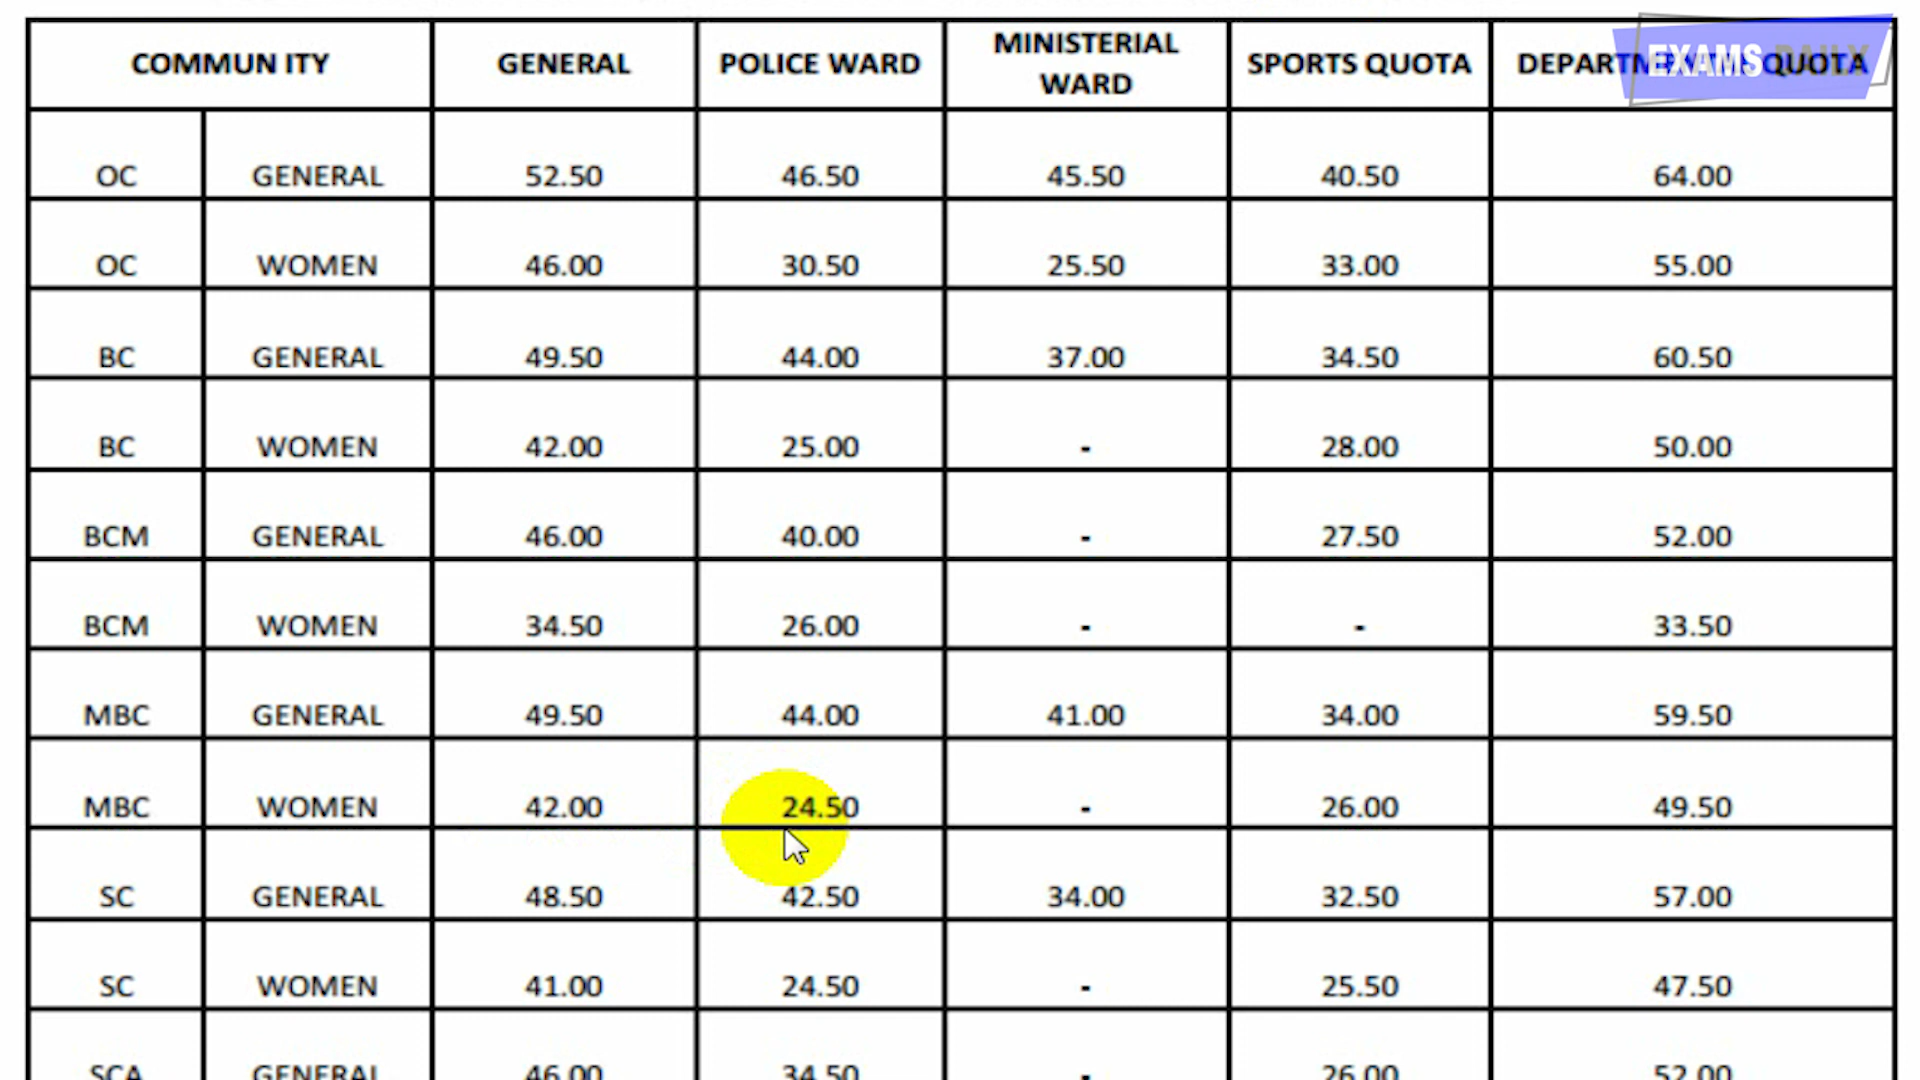 COMMUN ITY GENERAL POLICE WARD MINISTERIAL WARD SPORTS QUOTA QUOTA
EXAMS DAILY
OC GENERAL 52.50 46.50 45.50 40.50 64.00
OC WOMEN 46.00 30.50 25.50 33.00 55.00
BC GENERAL 49.50 44.00 37.00 34.50 60.50
BC WOMEN 42.00 25.00 - 28.00 50.00
BCM GENERAL 46.00 40.00 - 27.50 52.00
BCM WOMEN 34.50 26.00 - - 33.50
MBC GENERAL 49.50 44.00 41.00 34.00 59.50
MBC WOMEN 42.00 24.50 - 26.00 49.50
SC GENERAL 48.50 42.50 34.00 32.50 57.00
SC WOMEN 41.00 24.50 - 25.50 47.50
SCA GENERAL 46.00 34.50 - 26.00 52.00